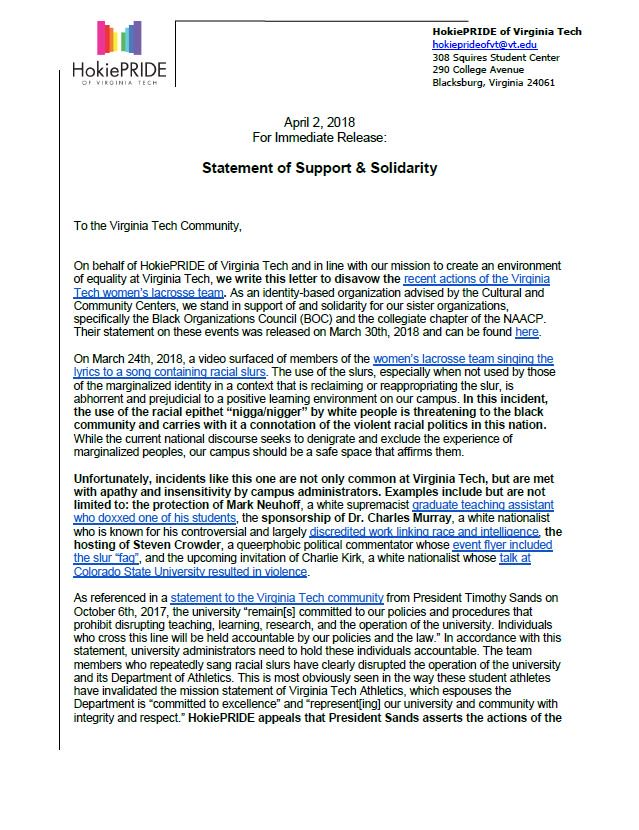 HokiePRIDE
OF VIRGINIA TECH
HokiePRIDE of Virginia Tech
hokieprideofvt@vt.edu
308 Squires Student Center
290 College Avenue
Blacksburg, Virginia 24061
April 2, 2018
For Immediate Release:
Statement of Support & Solidarity
To the Virginia Tech Community,
On behalf of HokiePRIDE of Virginia Tech and in line with our mission to create an environment
of equality at Virginia Tech, we write this letter to disavow the recent actions of the Virginia
Tech women's lacrosse team. As an identity-based organization advised by the Cultural and
Community Centers, we stand in support of and solidarity for our sister organizations,
specifically the Black Organizations Council (BOC) and the collegiate chapter of the NAACP.
Their statement on these events was released on March 30th, 2018 and can be found here.
On March 24th, 2018, a video surfaced of members of the women's lacrosse team singing the
lyrics to a song containing racial slurs. The use of the slurs, especially when not used by those
of the marginalized identity in a context that is reclaiming or reappropriating the slur, is
abhorrent and prejudicial to a positive learning environment on our campus. In this incident,
the use of the racial epithet “nigga/nigger” by white people is threatening to the black
community and carries with it a connotation of the violent racial politics in this nation.
While the current national discourse seeks to denigrate and exclude the experience of
marginalized peoples, our campus should be a safe space that affirms them.
Unfortunately, incidents like this one are not only common at Virginia Tech, but are met
with apathy and insensitivity by campus administrators. Examples include but are not
limited to: the protection of Mark Neuhoff, a white supremacist graduate teaching assistant
who doxxed one of his students, the sponsorship of Dr. Charles Murray, a white nationalist
who is known for his controversial and largely discredited work linking race and intelligence, the
hosting of Steven Crowder, a queerphobic political commentator whose event flyer included
the slur “fag”, and the upcoming invitation of Charlie Kirk, a white nationalist whose talk at
Colorado State University resulted in violence.
As referenced in a statement to the Virginia Tech community from President Timothy Sands on
October 6th, 2017, the university “remain[s] committed to our policies and procedures that
prohibit disrupting teaching, learning, research, and the operation of the university. Individuals
who cross this line will be held accountable by our policies and the law.” In accordance with this
statement, university administrators need to hold these individuals accountable. The team
members who repeatedly sang racial slurs have clearly disrupted the operation of the university
and its Department of Athletics. This is most obviously seen in the way these student athletes
have invalidated the mission statement of Virginia Tech Athletics, which espouses the
Department is “committed to excellence” and “represent[ing] our university and community with
integrity and respect.” HokiePRIDE appeals that President Sands asserts the actions of the